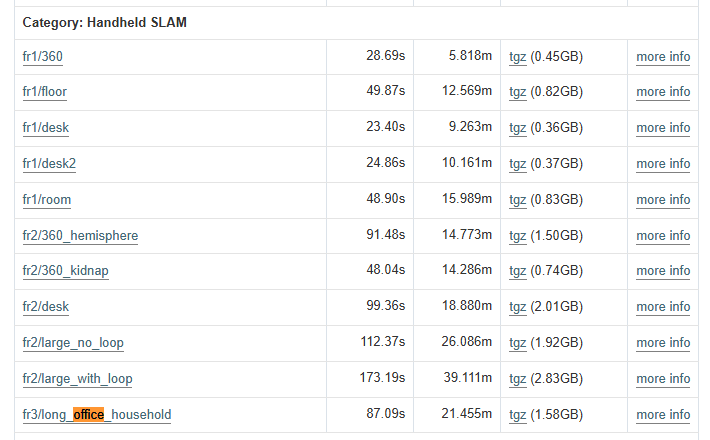 Category: Handheld SLAM
fr1/360 28.69s 5.818m tgz (0.45GB) more info
fr1/floor 49.87s 12.569m tgz (0.82GB) more info
fr1/desk 23.40s 9.263m tgz (0.36GB) more info
fr1/desk2 24.86s 10.161m tgz (0.37GB) more info
fr1/room 48.90s 15.989m tgz (0.83GB) more info
fr2/360_hemisphere 91.48s 14.773m tgz (1.50GB) more info
fr2/360_kidnap 48.04s 14.286m tgz (0.74GB) more info
fr2/desk 99.36s 18.880m tgz (2.01GB) more info
fr2/large_no_loop 112.37s 26.086m tgz (1.92GB) more info
fr2/large_with_loop 173.19s 39.111m tgz (2.83GB) more info
fr3/long_office_household 87.09s 21.455m tgz (1.58GB) more info